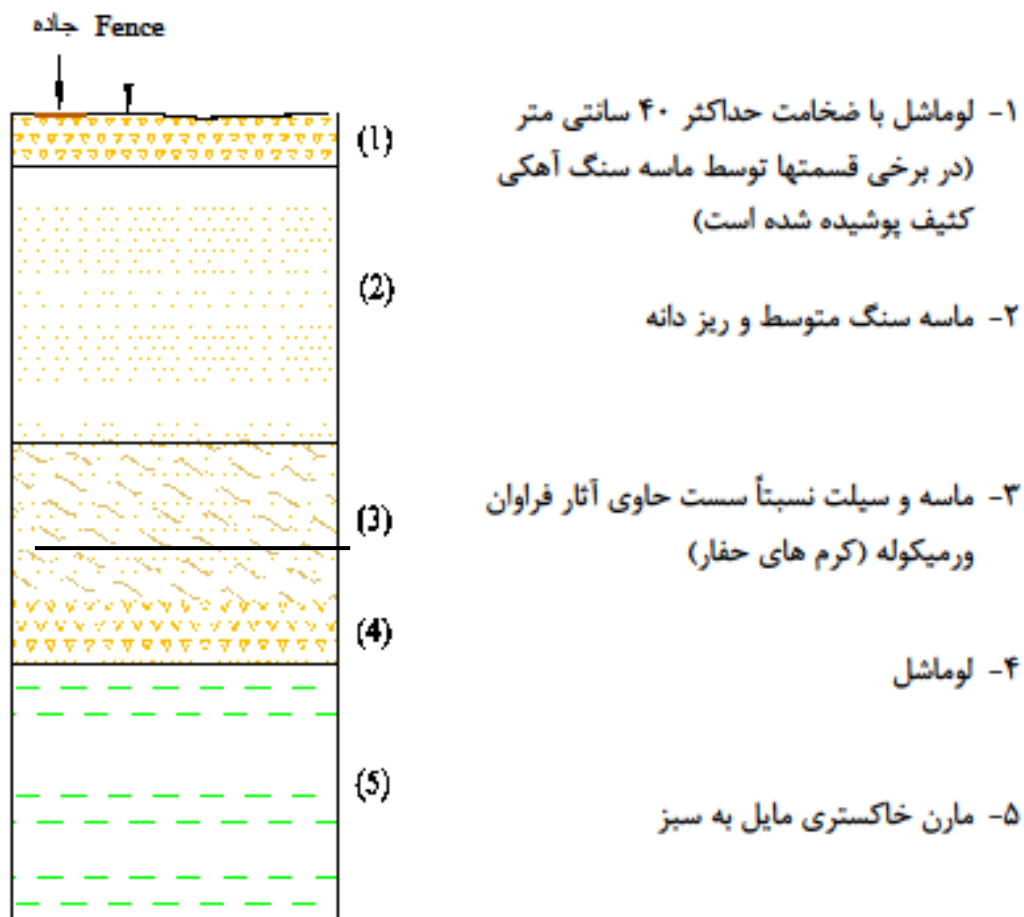 جاده Fence
(1)
(2)
(3)
(4)
(5)
۱- لوماشل با ضخامت حداکثر ۴۰ سانتی متر
(در برخی قسمتها توسط ماسه سنگ آهکی
کثیف پوشیده شده است)
۲- ماسه سنگ متوسط و ریز دانه
۳- ماسه و سیلت نسبتاً سست حاوی آثار فراوان
ورمیکوله (کرم های حفار)
۴- لوماشل
۵- مارن خاکستری مایل به سبز